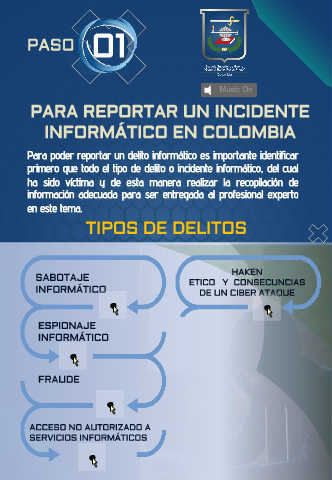 PASO 01
Music On
PARA REPORTAR UN INCIDENTE
INFORMÁTICO EN COLOMBIA
Para poder reportar un delito informático es importante identificar
primero que todo el tipo de delito o incidente informático, del cual
ha sido víctima y de esta manera realizar la recopilación de
información adecuada para ser entregada al profesional experto
en este tema.
TIPOS DE DELITOS
SABOTAJE
INFORMÁTICO
ESPIONAJE
INFORMÁTICO
FRAUDE
ACCESO NO AUTORIZADO A
SERVICIOS INFORMÁTICOS
HAKEN
ETICO Y CONSECUNCIAS
DE UN CIBER ATAQUE